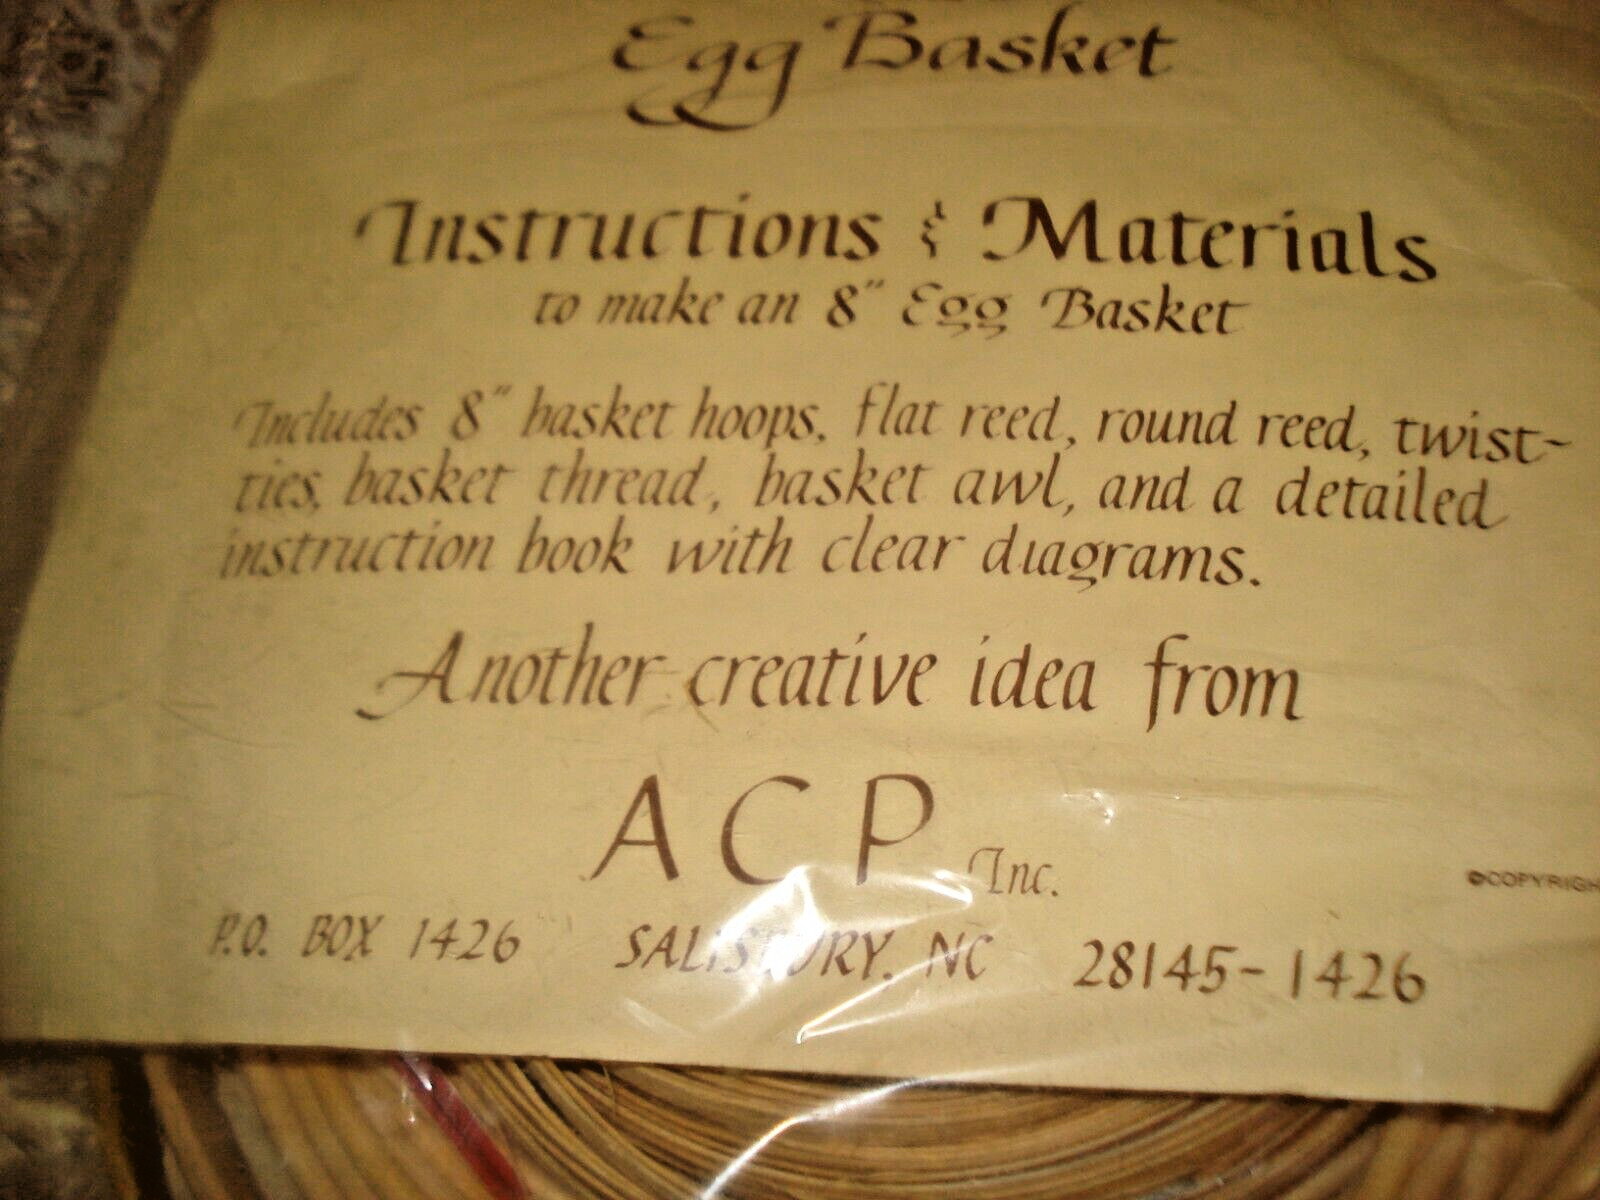 Egg Basket
Instructions & Materials
to make an 8" Egg Basket
Includes 8" basket hoops, flat reed, round reed, twist-
ties, basket thread, basket awl, and a detailed
instruction book with clear diagrams.
Another creative idea from
A C P Inc.
©COPYRIGH
P.O. BOX 1426 SALISBURY, NC 28145-1426